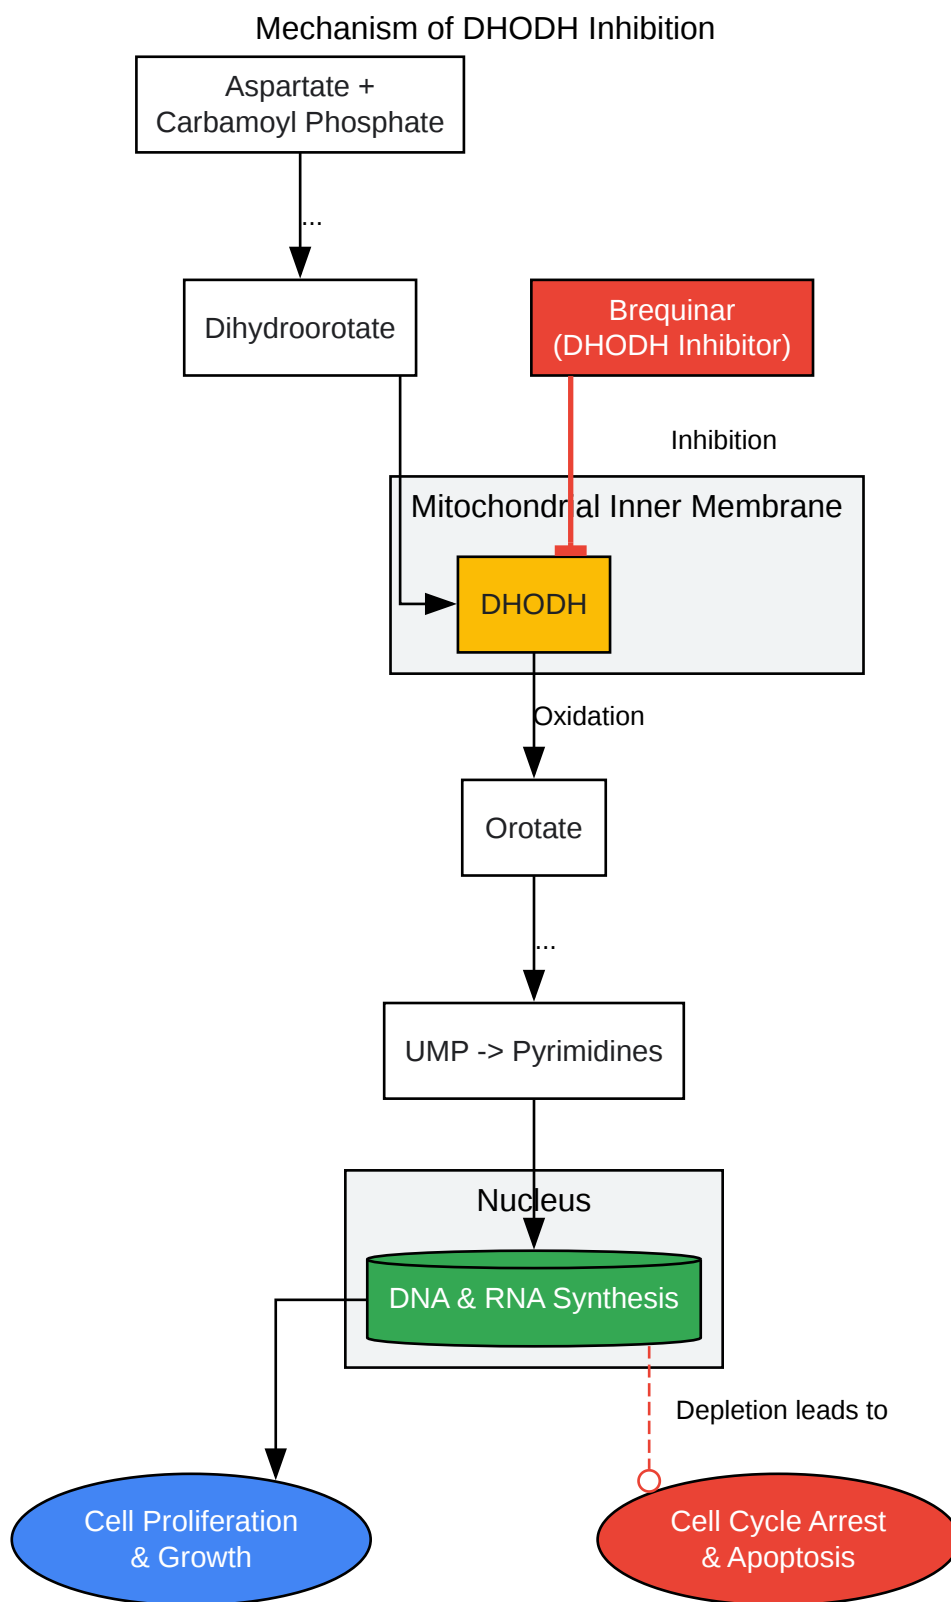 Mechanism of DHODH Inhibition
Aspartate +
Carbamoyl Phosphate
...
Dihydroorotate
Brequinar
(DHODH Inhibitor)
Inhibition
Mitochondrial Inner Membrane
DHODH
Oxidation
Orotate
...
UMP -> Pyrimidines
Nucleus
DNA & RNA Synthesis
Depletion leads to
Cell Proliferation
& Growth
Cell Cycle Arrest
& Apoptosis